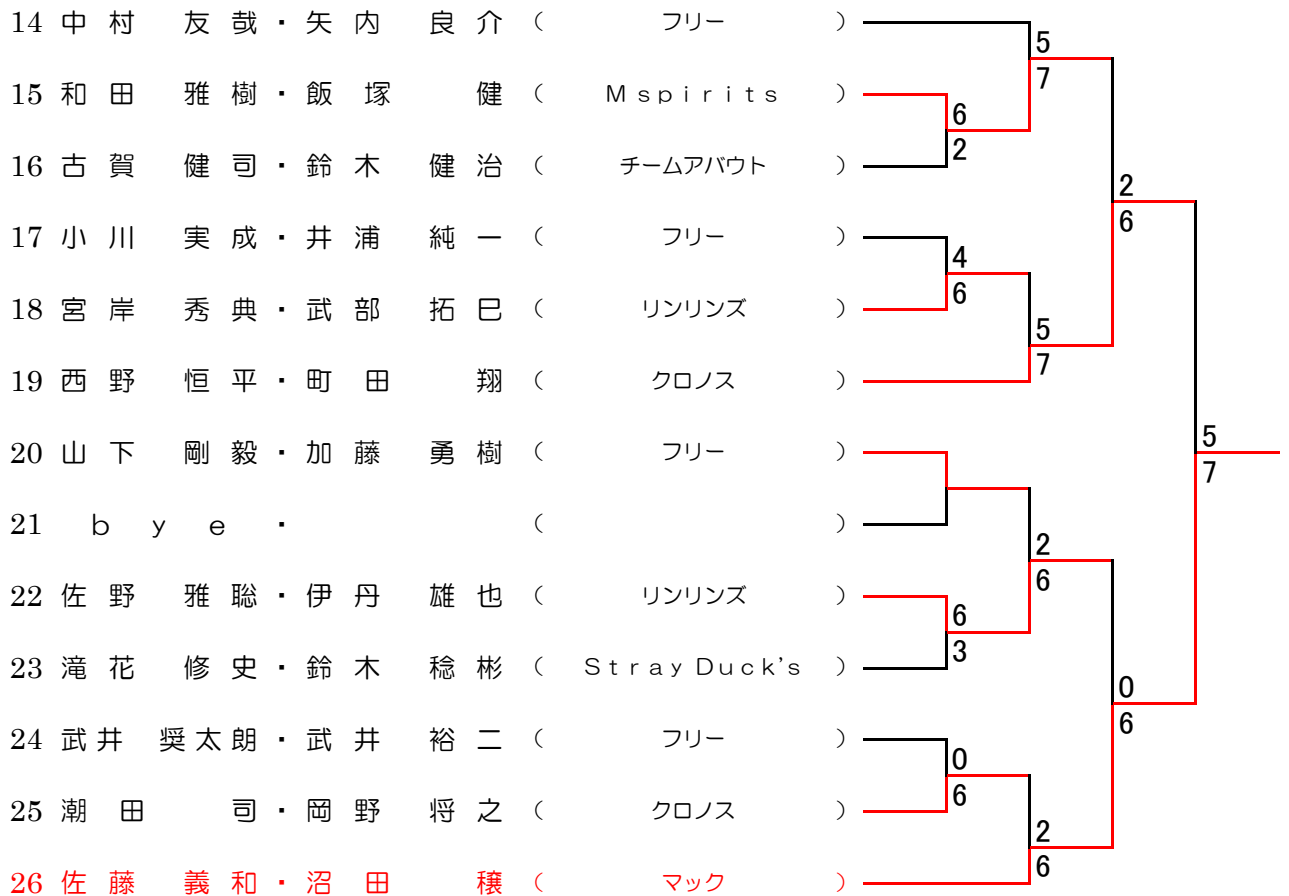 14 中村 友哉・矢内 良介 ( フリー )
5
15 和田 雅樹・飯塚 健 ( Mspirits ) 7
6
16 古賀 健司・鈴木 健治 ( チームアバウト ) 2
2
17 小川 実成・井浦 純一 ( フリー ) 6
4
18 宮岸 秀典・武部 拓巳 ( リンリンズ ) 6
5
19 西野 恒平・町田 翔 ( クロノス ) 7
20 山下 剛毅・加藤 勇樹 ( フリー ) 5
7
21 bye ・ ( )
2
22 佐野 雅聡・伊丹 雄也 ( リンリンズ ) 6
6
23 滝花 修史・鈴木 稔彬 ( Stray Duck's ) 3
0
24 武井 奨太朗・武井 裕二 ( フリー ) 6
0
25 潮田 司・岡野 将之 ( クロノス ) 6
2
26 佐藤 義和・沼田 穣 ( マック ) 6